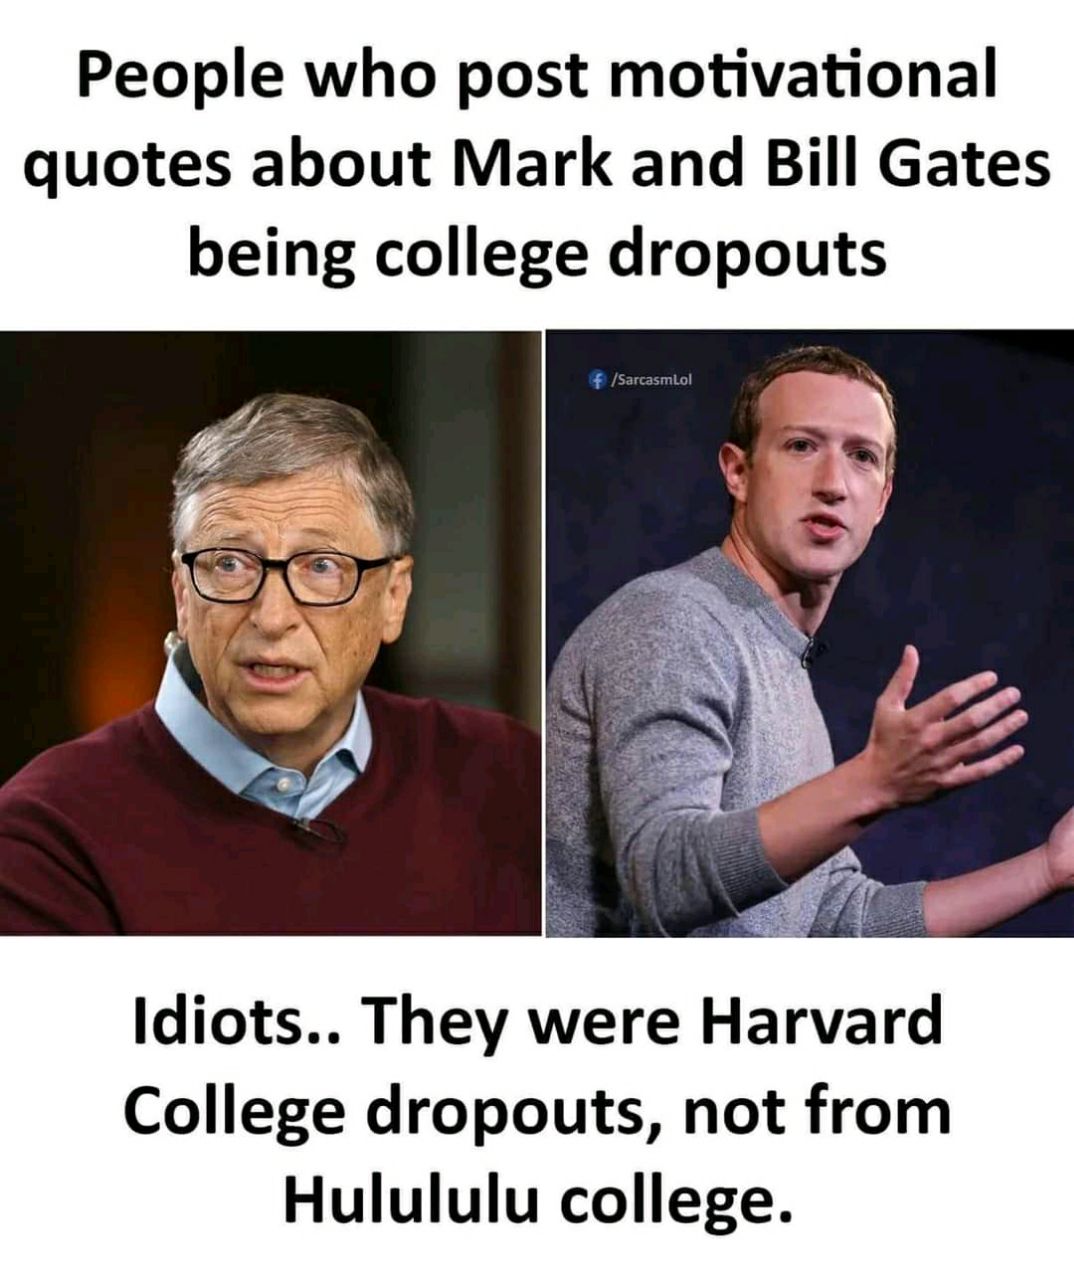 People who post motivational
quotes about Mark and Bill Gates
being college dropouts
/SarcasmLol
Idiots.. They were Harvard
College dropouts, not from
Hulululu college.